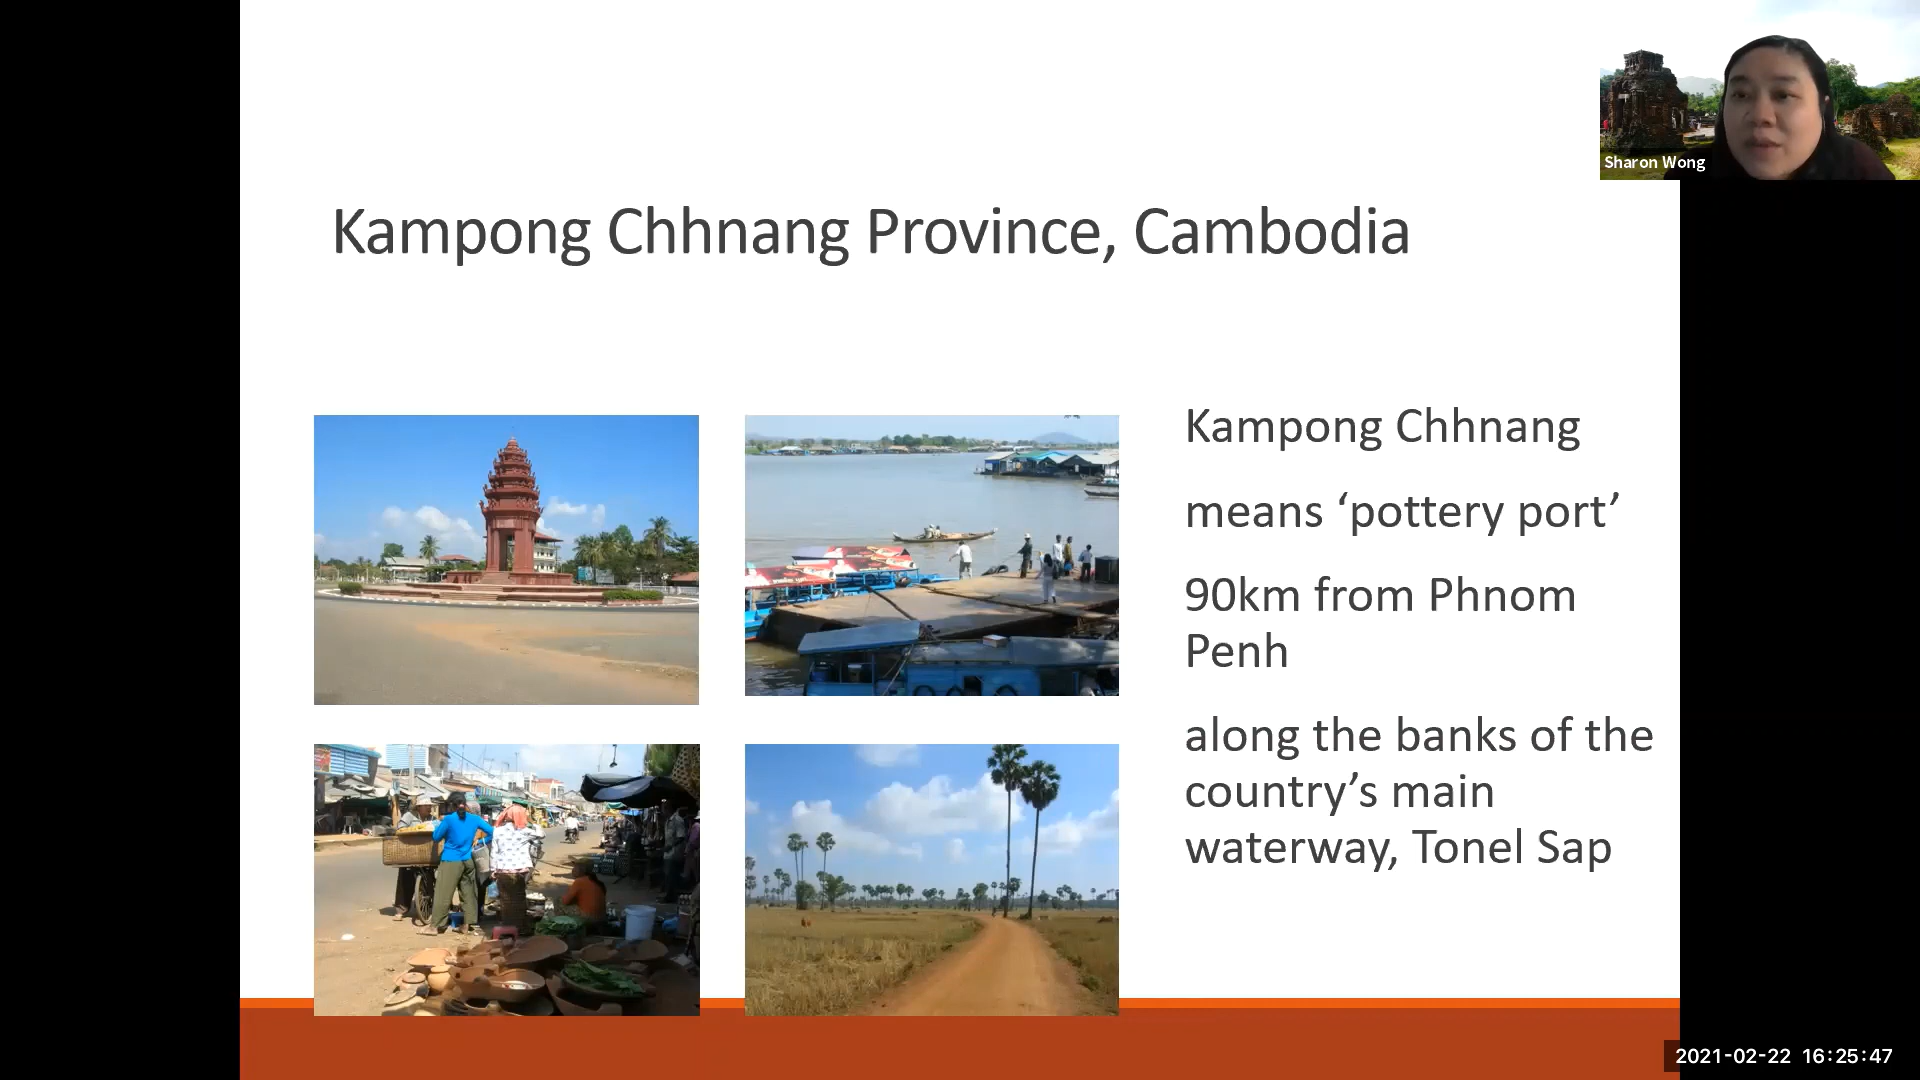 Sharon Wong
Kampong Chhnang Province, Cambodia
Kampong Chhnang
means ‘pottery port’
90km from Phnom
Penh
along the banks of the
country’s main
waterway, Tonel Sap
2021-02-22 16:25:47